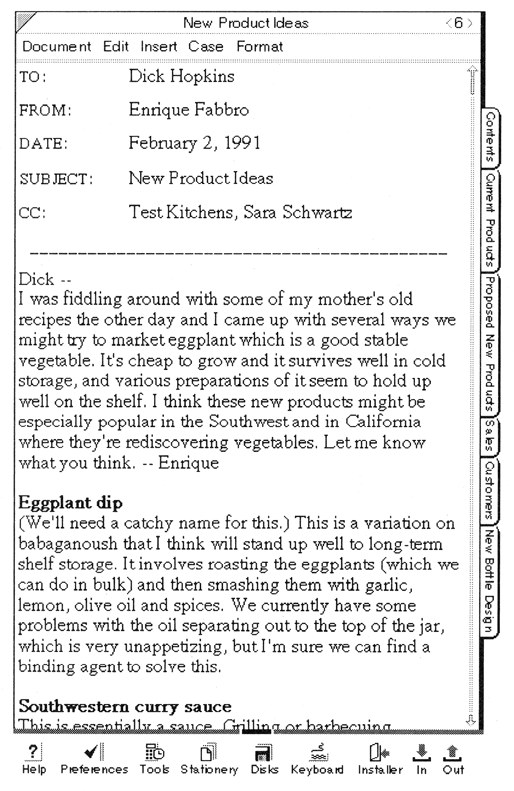 New Product Ideas
< 6 >
Document Edit Insert Case Format
TO: Dick Hopkins
FROM: Enrique Fabbro
DATE: February 2, 1991
SUBJECT: New Product Ideas
CC: Test Kitchens, Sara Schwartz
Dick --
I was fiddling around with some of my mother's old
recipes the other day and I came up with several ways we
might try to market eggplant which is a good stable
vegetable. It's cheap to grow and it survives well in cold
storage, and various preparations of it seem to hold up
well on the shelf. I think these new products might be
especially popular in the Southwest and in California
where they're rediscovering vegetables. Let me know
what you think. -- Enrique
Eggplant dip
(We'll need a catchy name for this.) This is a variation on
babaganoush that I think will stand up well to long-term
shelf storage. It involves roasting the eggplants (which we
can do in bulk) and then smashing them with garlic,
lemon, olive oil and spices. We currently have some
problems with the oil separating out to the top of the jar,
which is very unappetizing, but I'm sure we can find a
binding agent to solve this.
Southwestern curry sauce
This is essentially a sauce. Grilling or barbecuing
Contents
Current Products
Proposed New Products
Sales
Customers
New Bottle Design
Help Preferences Tools Stationery Disks Keyboard Installer In Out